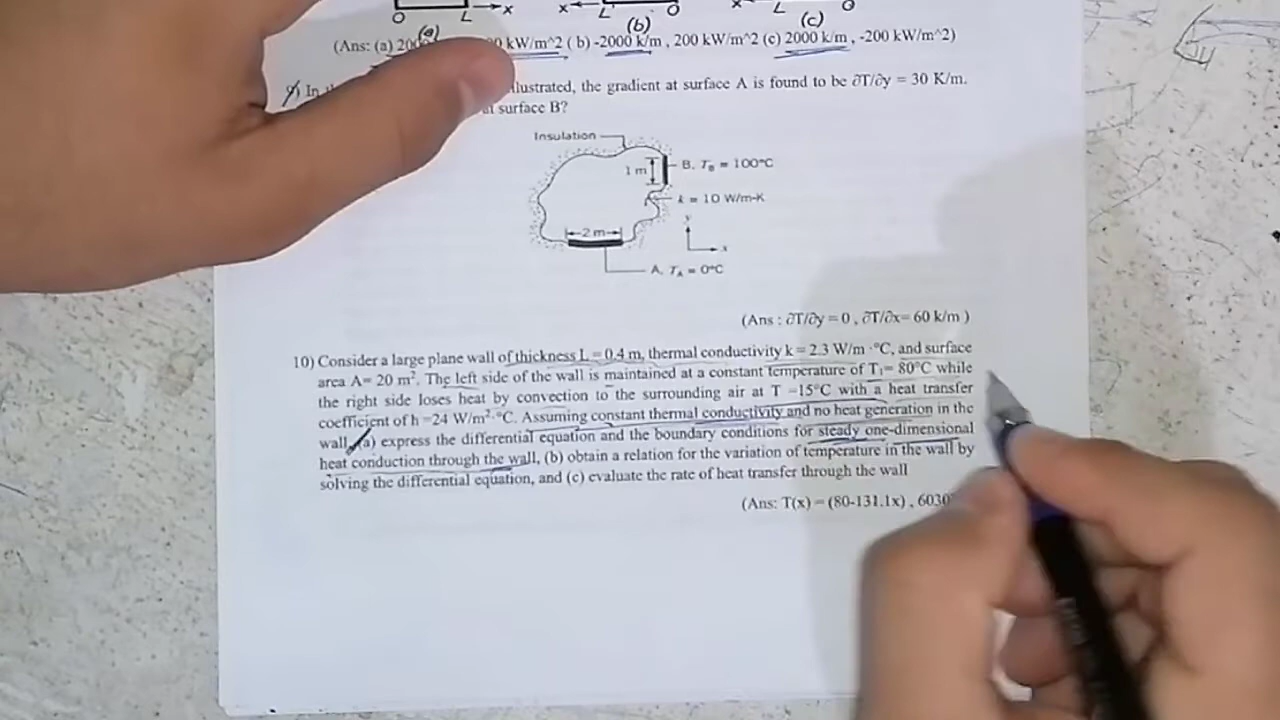 O L x x L O x L O
(a) (b) (c)
(Ans: (a) 20 0 kW/m^2 ( b) -2000 k/m , 200 kW/m^2 (c) 2000 k/m , -200 kW/m^2)
9) In lustrated, the gradient at surface A is found to be ∂T/∂y = 30 K/m.
surface B?
Insulation
1 m B. T_B = 100°C
k = 10 W/m-K
2 m y
x
A. T_A = 0°C
(Ans : ∂T/∂y = 0 , ∂T/∂x= 60 k/m )
10) Consider a large plane wall of thickness L =0.4 m, thermal conductivity k = 2.3 W/m ·°C, and surface
area A= 20 m². The left side of the wall is maintained at a constant temperature of T₁= 80°C while
the right side loses heat by convection to the surrounding air at T =15°C with a heat transfer
coefficient of h =24 W/m²·°C. Assuming constant thermal conductivity and no heat generation in the
wall, (a) express the differential equation and the boundary conditions for steady one-dimensional
heat conduction through the wall, (b) obtain a relation for the variation of temperature in the wall by
solving the differential equation, and (c) evaluate the rate of heat transfer through the wall
(Ans: T(x) = (80-131.1x) , 6030